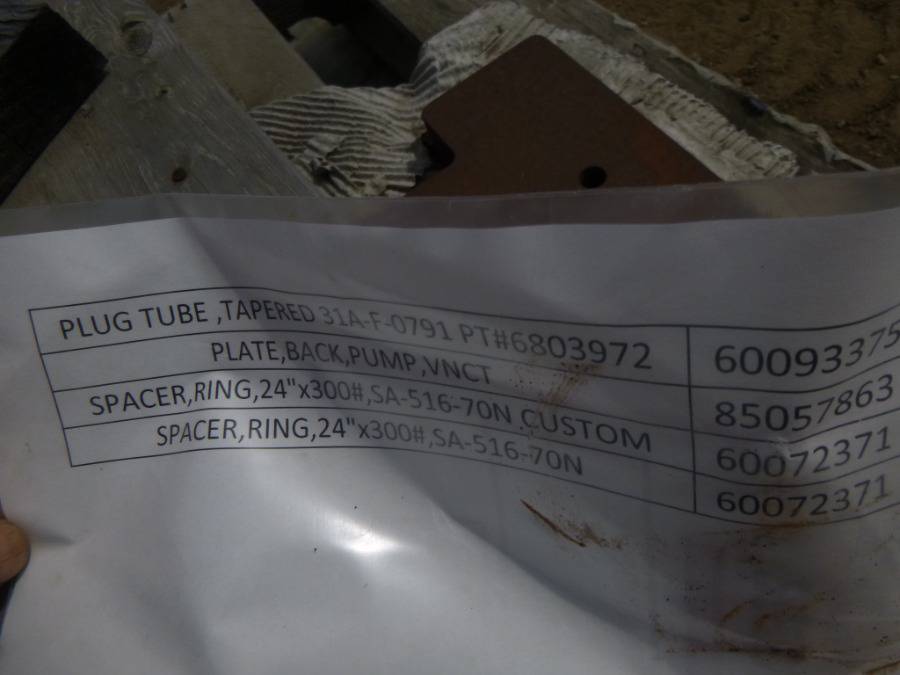 PLUG TUBE ,TAPERED 31A-F-0791 PT#6803972 60093375
PLATE,BACK,PUMP,VNCT 85057863
SPACER,RING,24"x300#,SA-516-70N CUSTOM 60072371
SPACER,RING,24"x300#,SA-516-70N 60072371